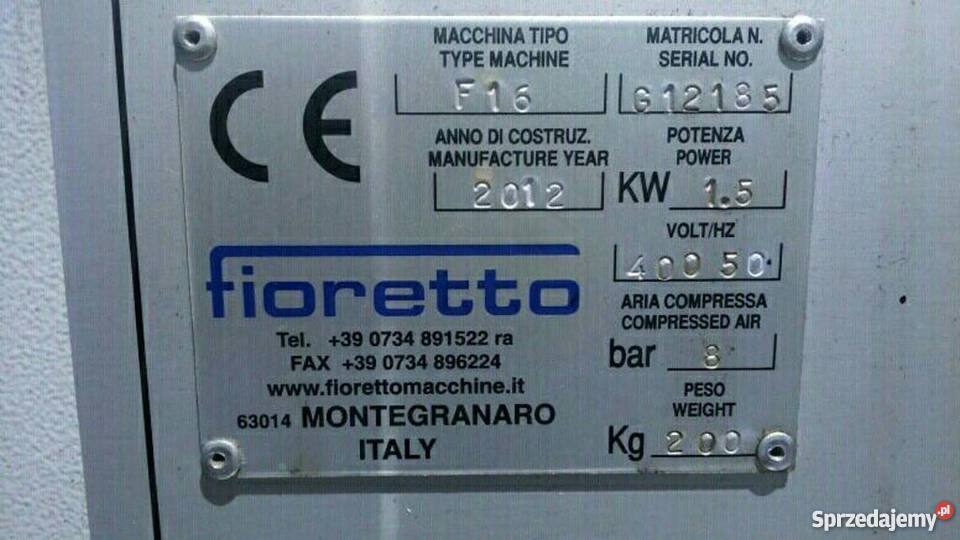 CE
MACCHINA TIPO
TYPE MACHINE
F16
MATRICOLA N.
SERIAL NO.
G12185
ANNO DI COSTRUZ.
MANUFACTURE YEAR
2012
POTENZA
POWER
KW 1.5
VOLT/HZ
400 50
fioretto
Tel. +39 0734 891522 ra
FAX +39 0734 896224
www.fiorettomacchine.it
63014 MONTEGRANARO
ITALY
ARIA COMPRESSA
COMPRESSED AIR
bar 8
PESO
WEIGHT
Kg 200
Sprzedajemy.pl